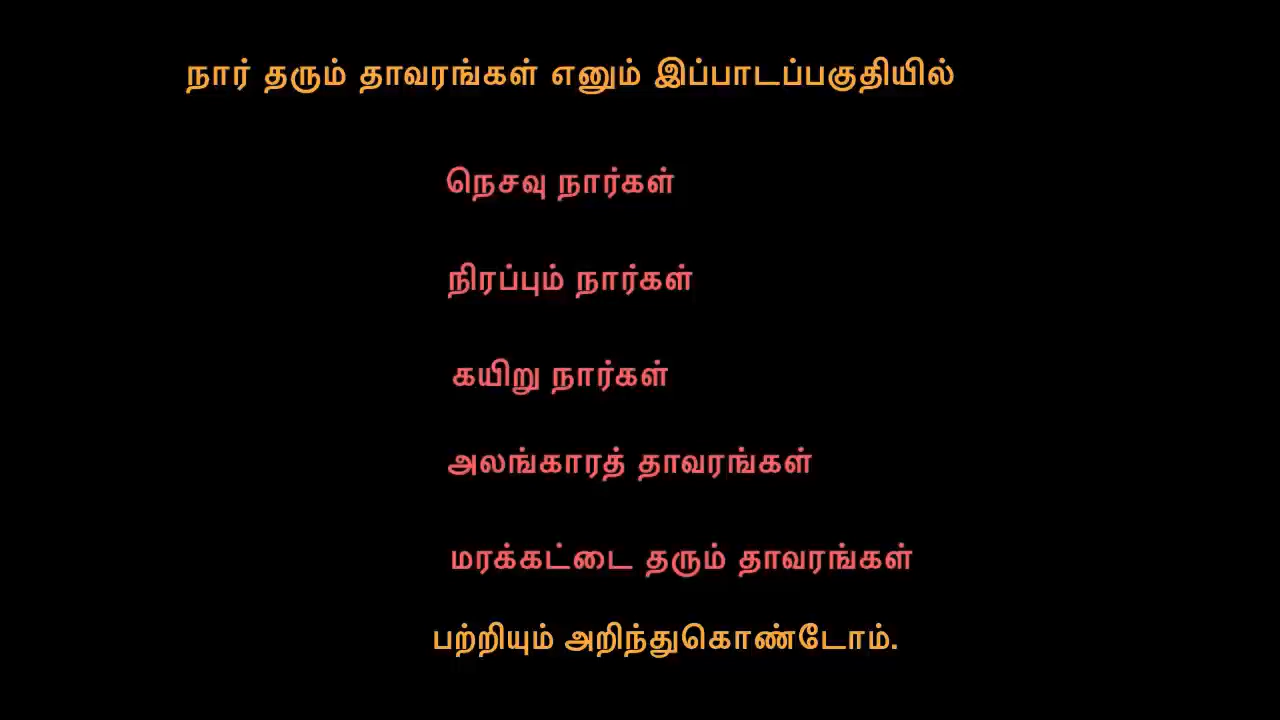 நார் தரும் தாவரங்கள் எனும் இப்பாடப்பகுதியில்
நெசவு நார்கள்
நிரப்பும் நார்கள்
கயிறு நார்கள்
அலங்காரத் தாவரங்கள்
மரக்கட்டை தரும் தாவரங்கள்
பற்றியும் அறிந்துகொண்டோம்.